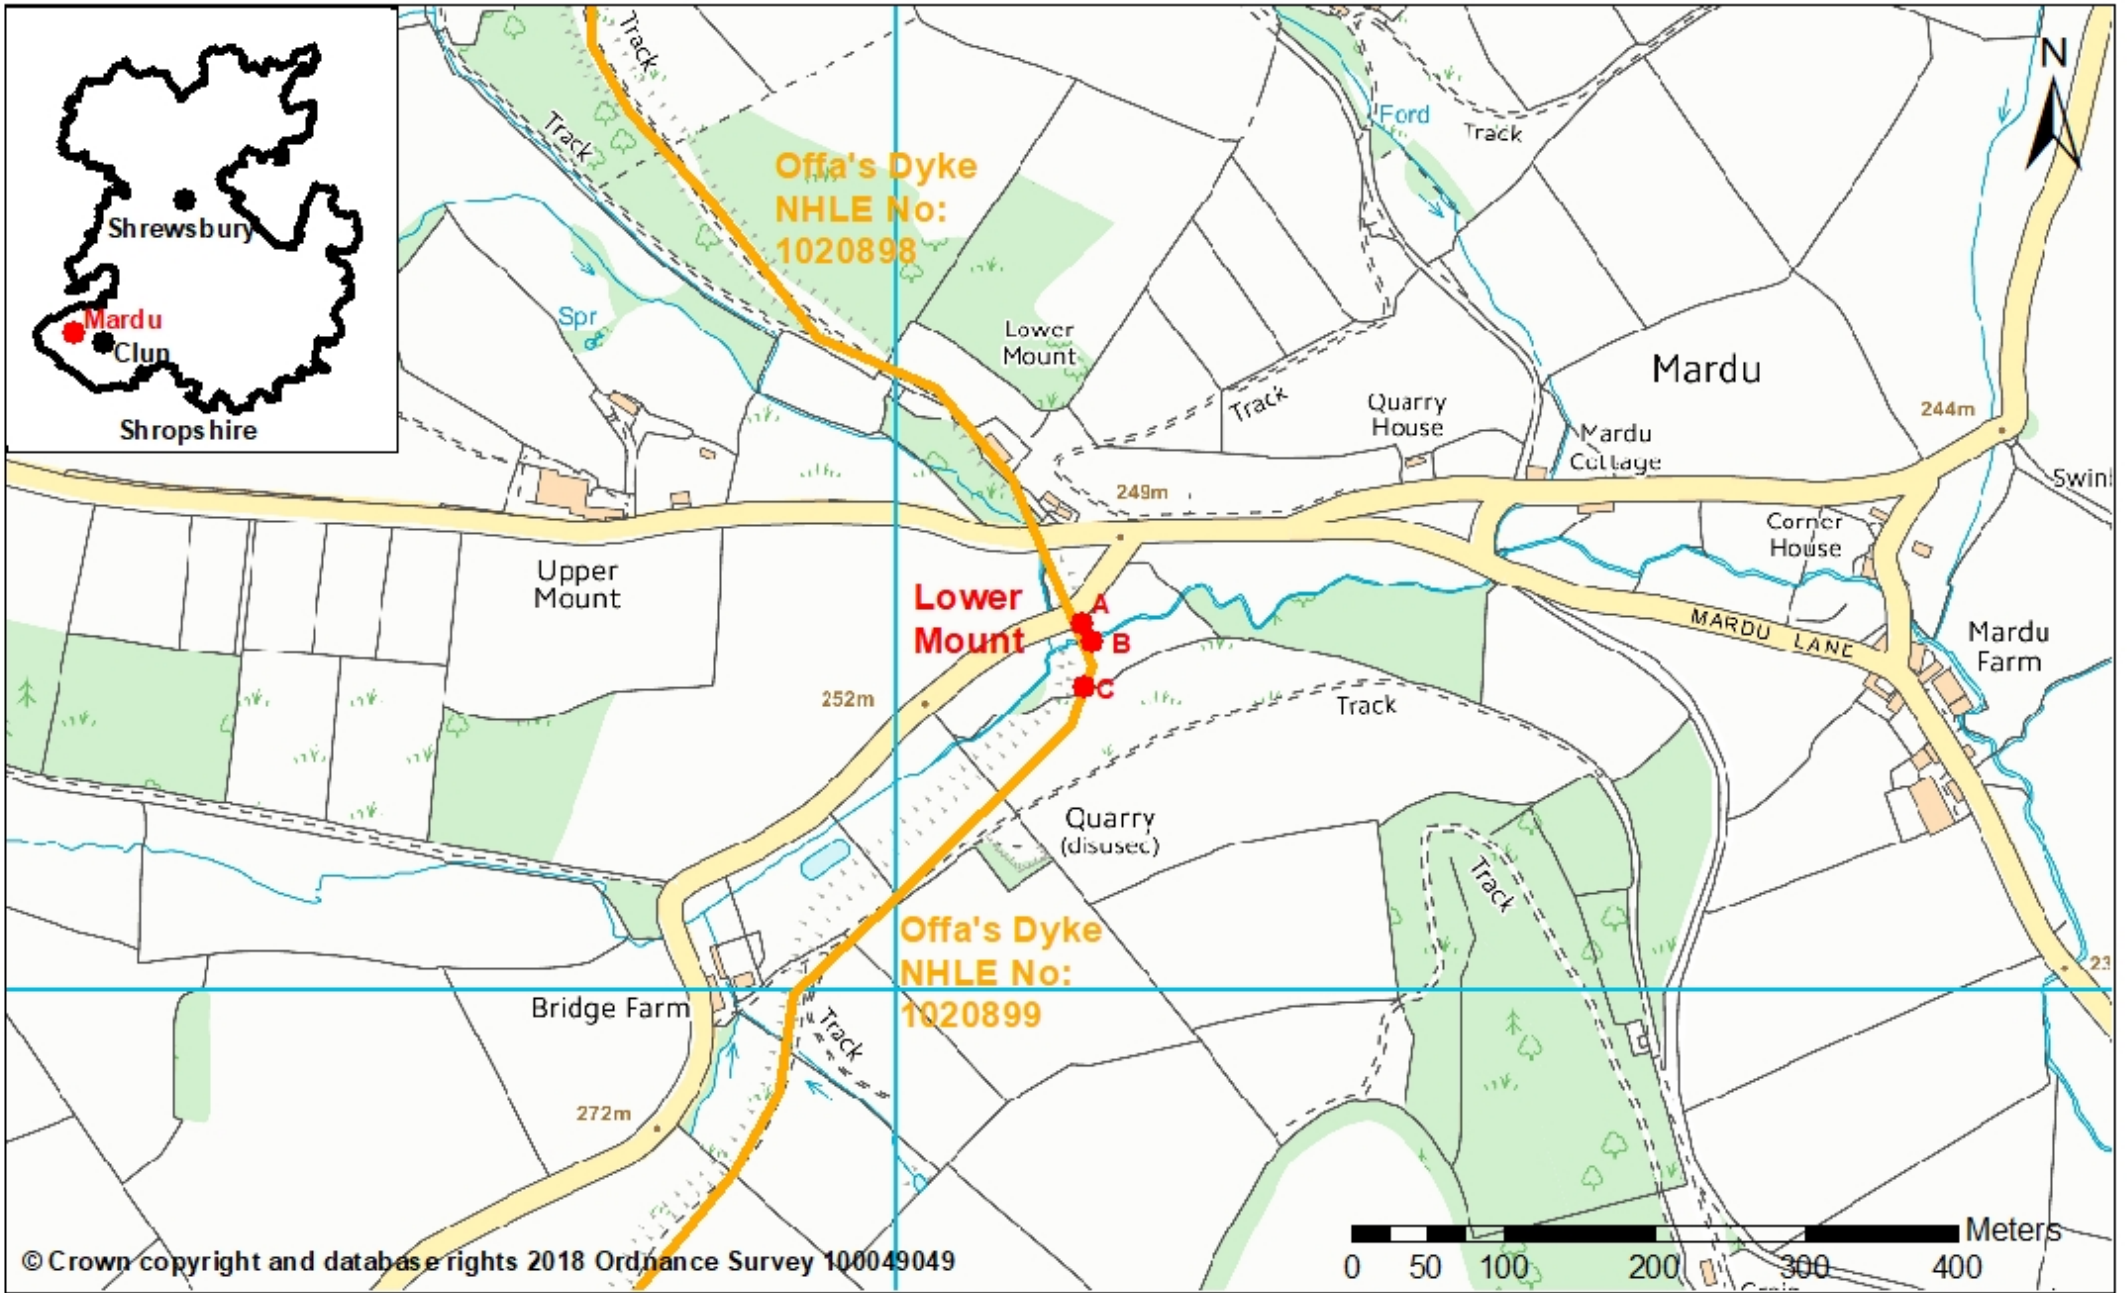 Shrewsbury
Mardu
Clun
Shropshire
Track
Track
Offa's Dyke
NHLE No:
1020898
Spr
Lower
Mount
Ford
Track
N
Mardu
Track
Quarry
House
Mardu
Cottage
244m
Swin
249m
Corner
House
Upper
Mount
Lower
Mount
A
B
C
MARDU LANE
Mardu
Farm
252m
Track
Quarry
(disusec)
Track
Offa's Dyke
NHLE No:
1020899
Bridge Farm
Track
23
272m
© Crown copyright and database rights 2018 Ordnance Survey 100049049
Meters
0 50 100 200 300 400